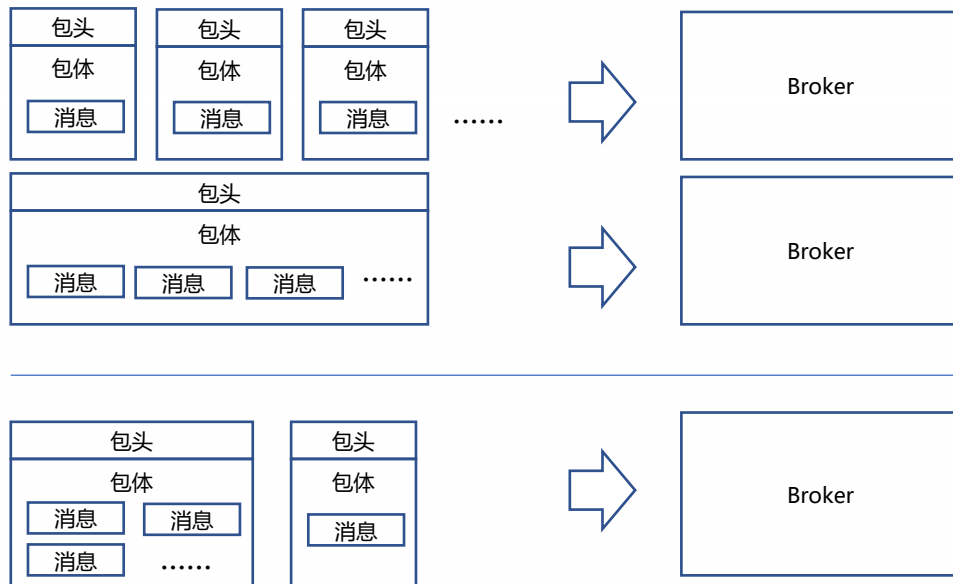 包头 包头 包头
包体 包体 包体
消息 消息 消息 ……
Broker
包头
包体
消息 消息 消息 ……
Broker
包头 包头
包体 包体
消息 消息 消息
消息 ……
Broker